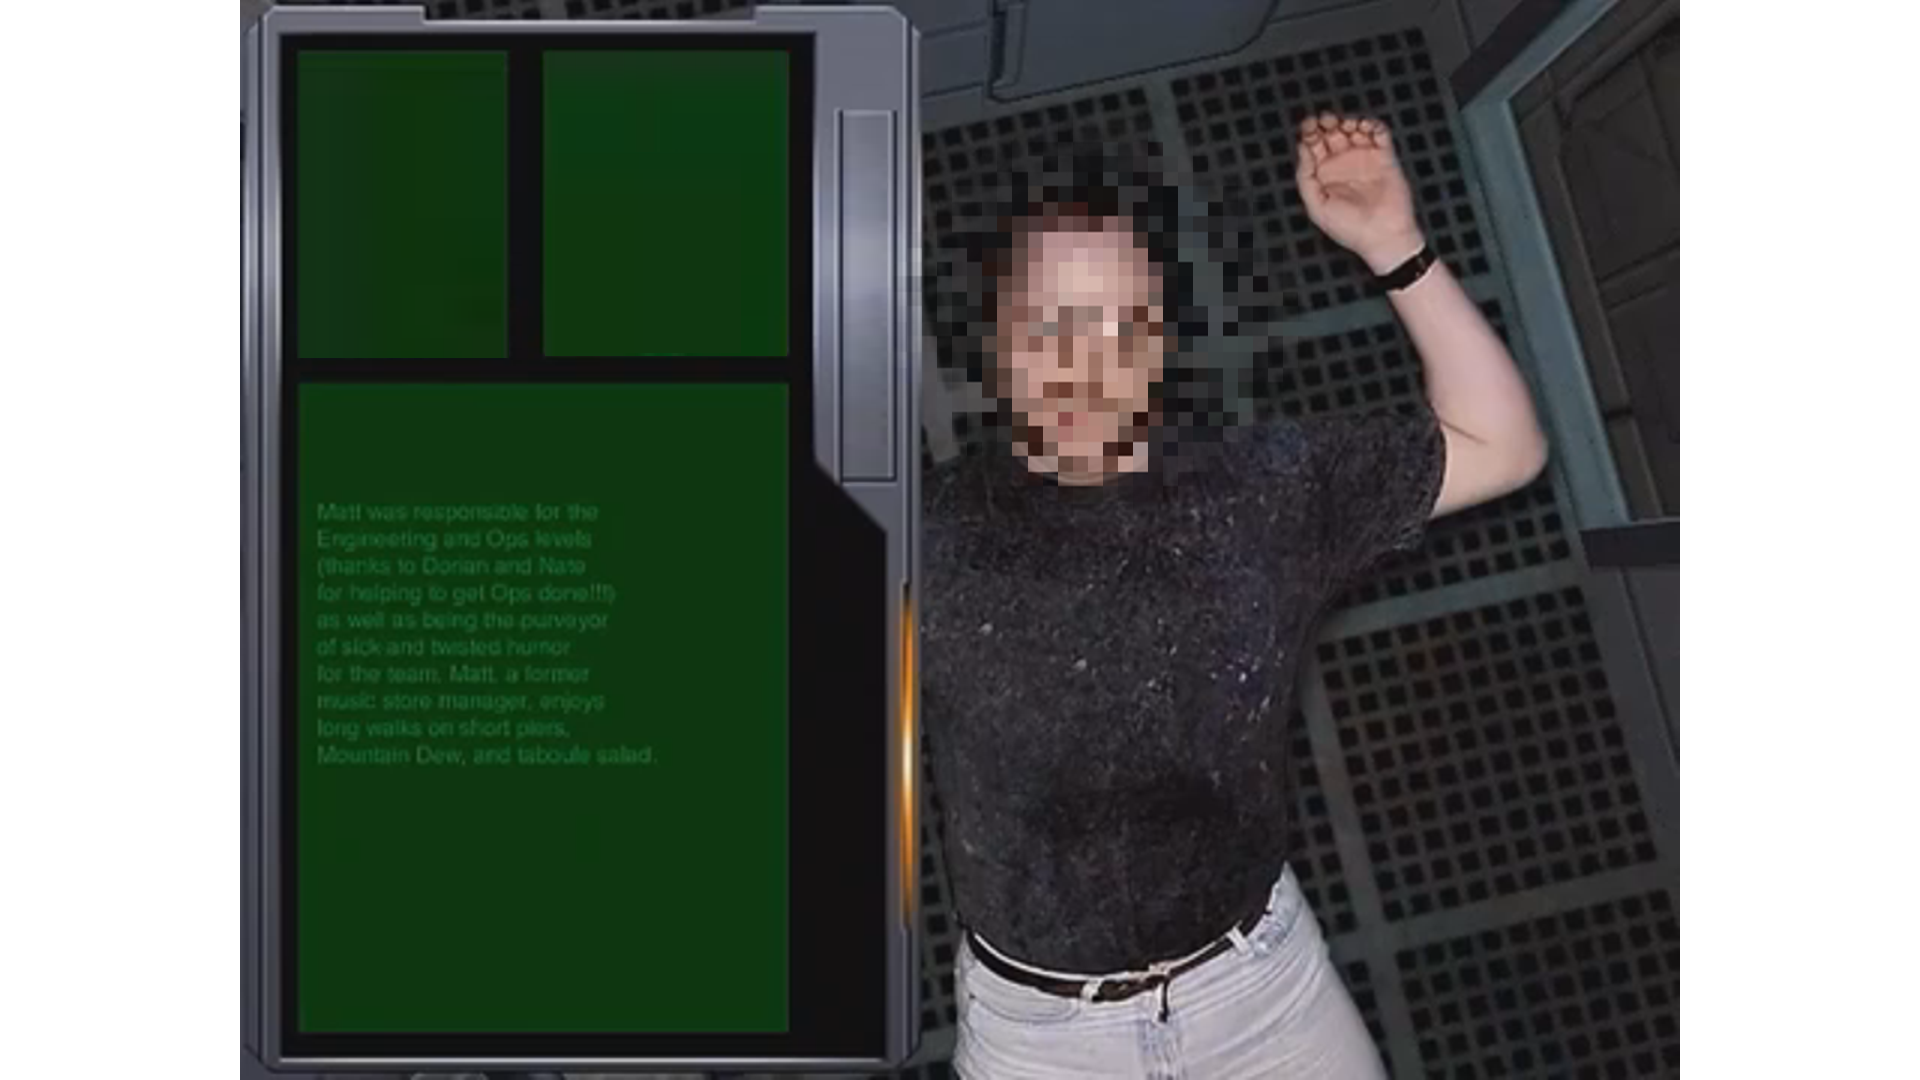 Matt was responsible for the
Engineeting and Ops levels
(thanks to Dorian and Nate
for helping to get Ops done!!!)
as well as being the purveyor
of sick and twisted humor
for the team. Matt, a former
music store manager, enjoys
long walks on short piers,
Mountain Dew, and taboule salad.